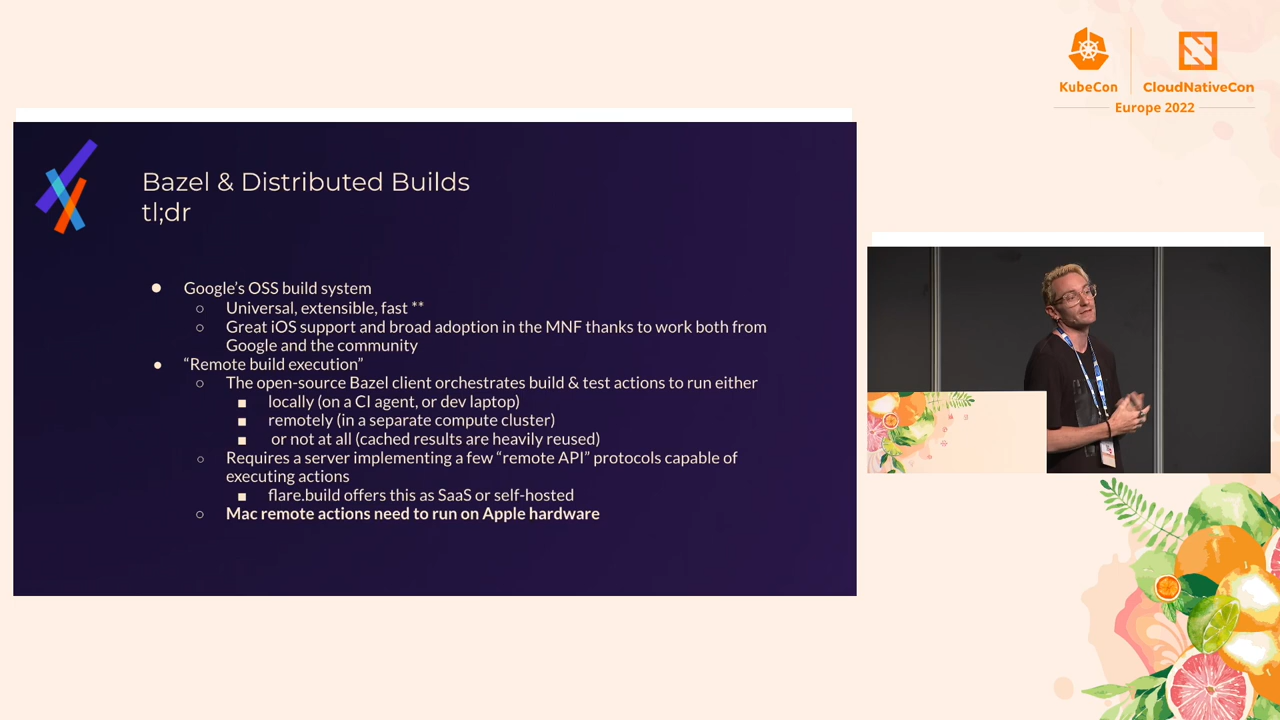 KubeCon
CloudNativeCon
Europe 2022
Bazel & Distributed Builds
tl;dr
● Google’s OSS build system
○ Universal, extensible, fast **
○ Great iOS support and broad adoption in the MNF thanks to work both from
Google and the community
● “Remote build execution”
○ The open-source Bazel client orchestrates build & test actions to run either
■ locally (on a CI agent, or dev laptop)
■ remotely (in a separate compute cluster)
■ or not at all (cached results are heavily reused)
○ Requires a server implementing a few “remote API” protocols capable of
executing actions
■ flare.build offers this as SaaS or self-hosted
○ Mac remote actions need to run on Apple hardware